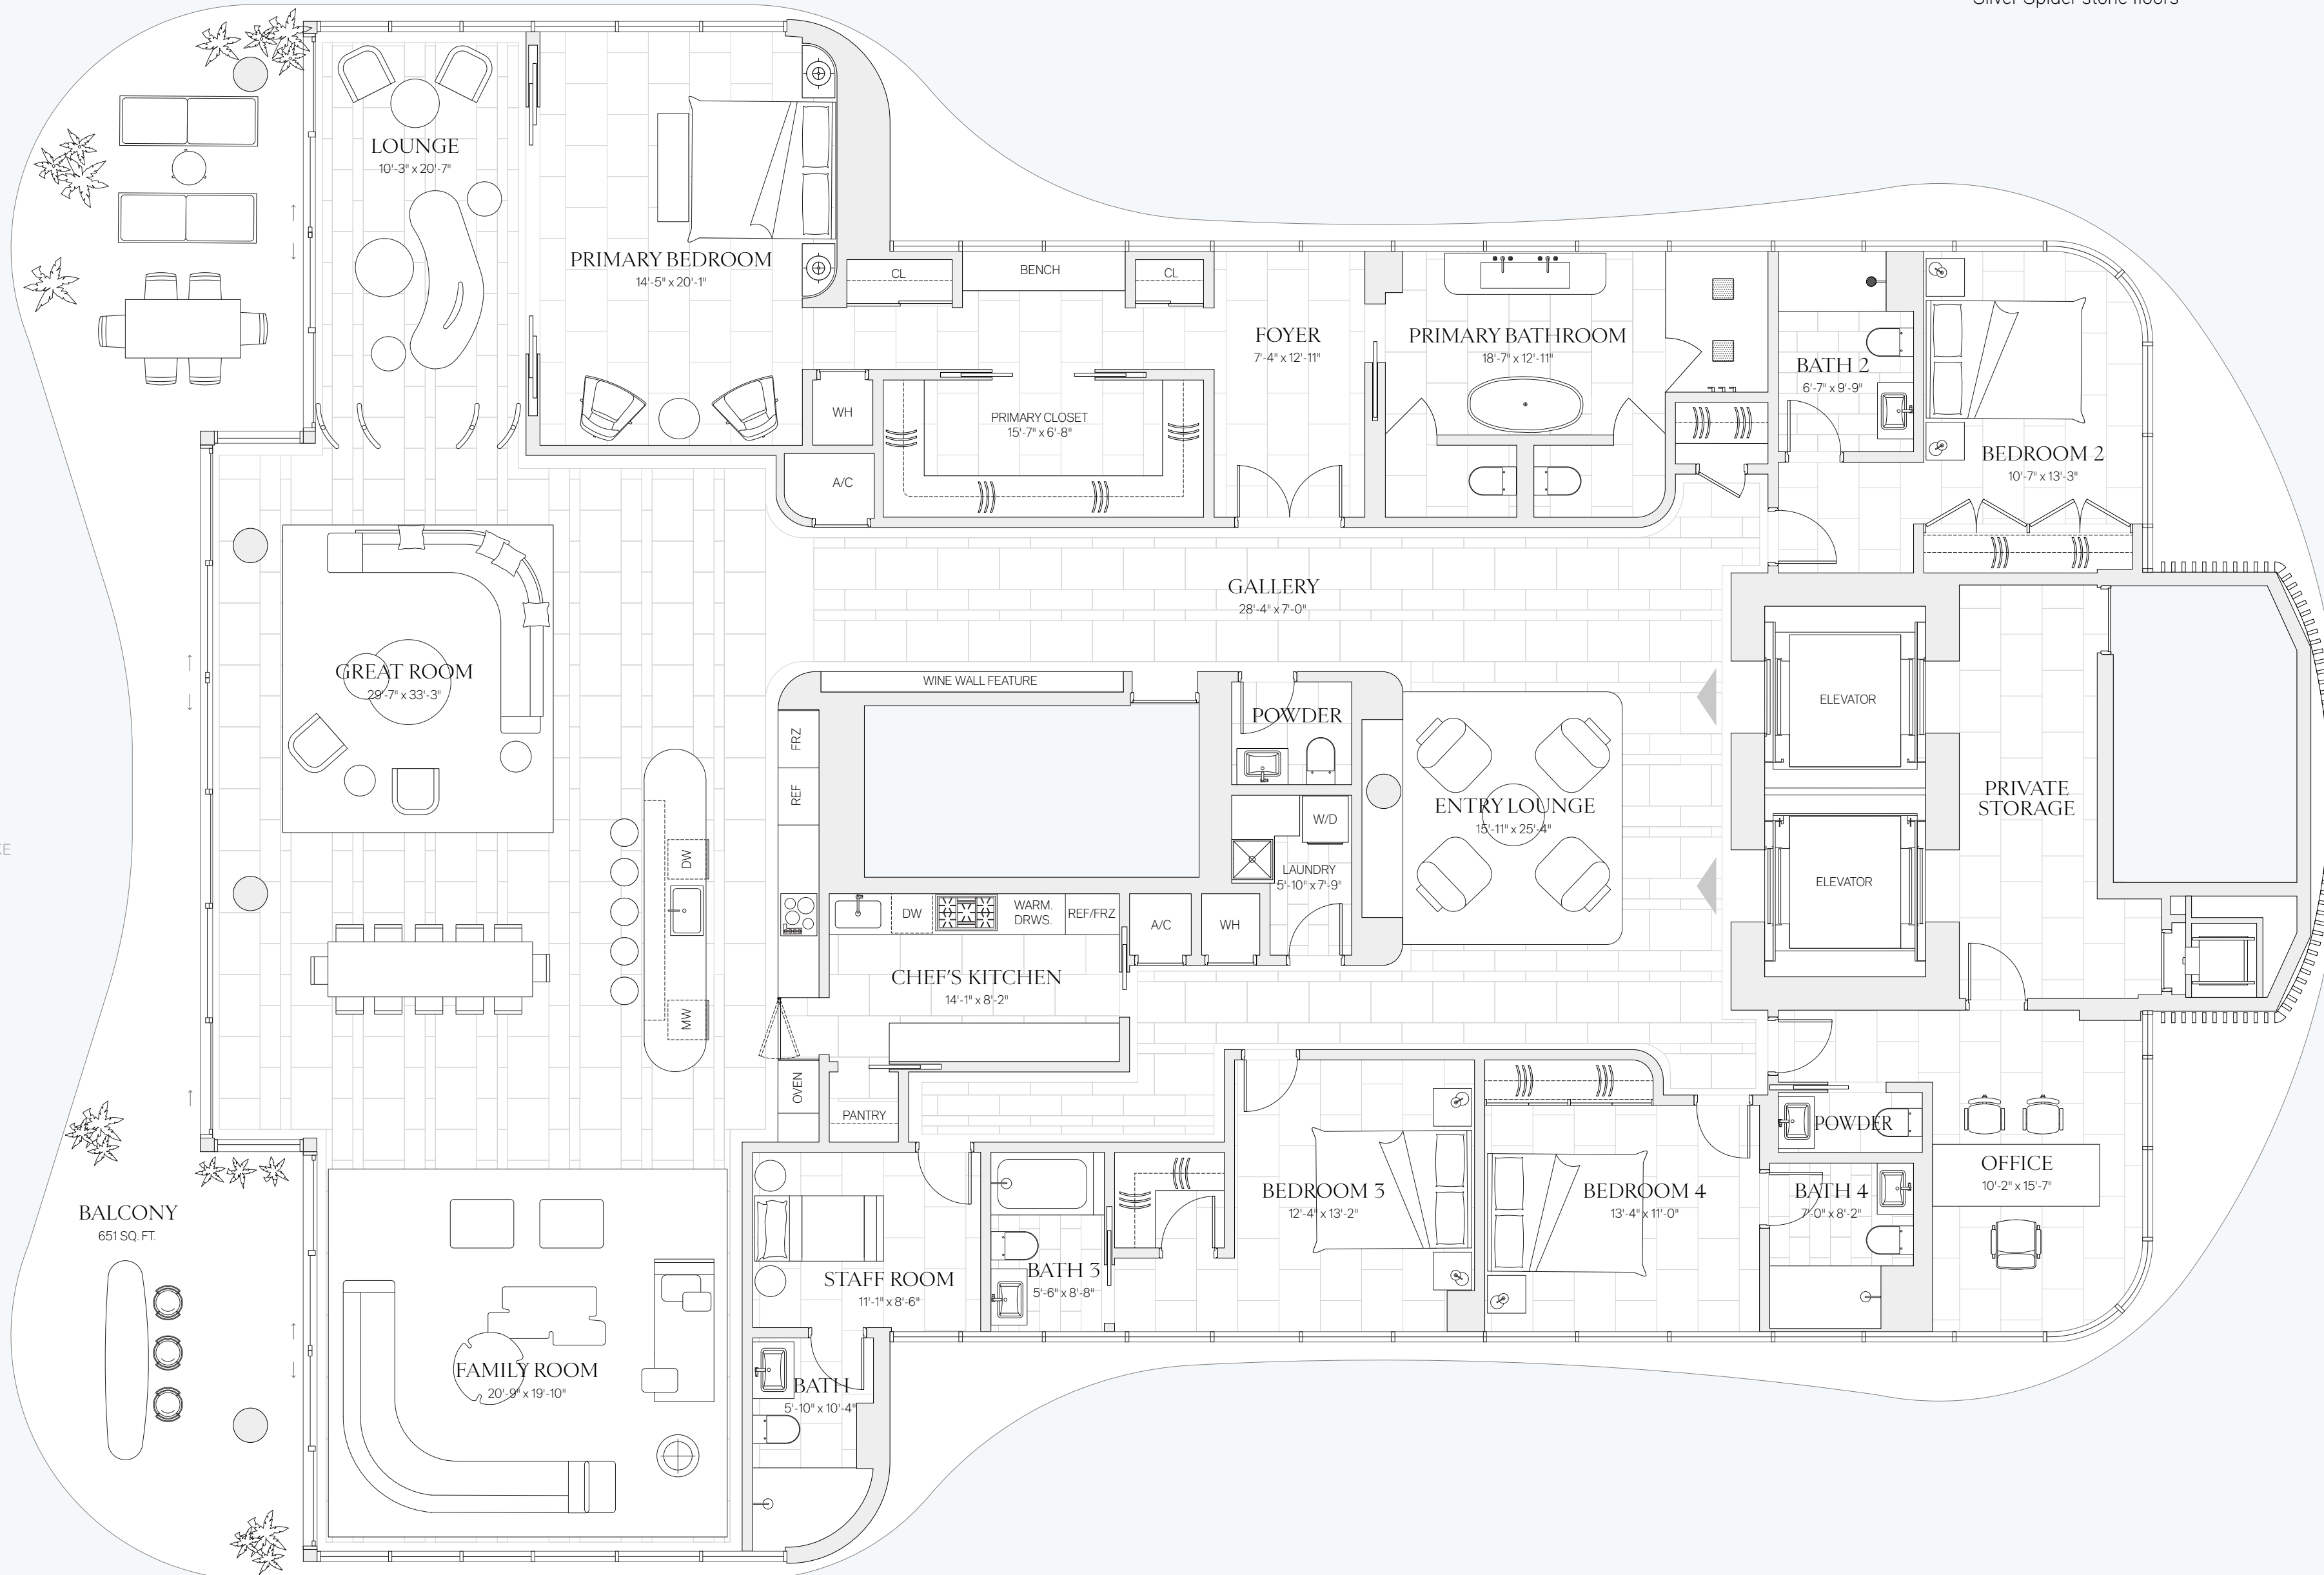 Silver Spider stone floors
LOUNGE
10'-3" x 20'-7"
PRIMARY BEDROOM
14'-5" x 20'-1"
CL
BENCH
CL
FOYER
7'-4" x 12'-11"
PRIMARY BATHROOM
18'-7" x 12'-11"
BATH 2
6'-7" x 9'-9"
BEDROOM 2
10'-7" x 13'-3"
WH
PRIMARY CLOSET
15'-7" x 6'-8"
A/C
GALLERY
28'-4" x 7'-0"
GREAT ROOM
29'-7" x 33'-3"
WINE WALL FEATURE
FRZ
REF
POWDER
ELEVATOR
PRIVATE
STORAGE
ENTRY LOUNGE
15'-11" x 25'-4"
W/D
LAUNDRY
5'-10" x 7'-9"
ELEVATOR
DW
MW
DW
WARM.
DRWS.
REF/FRZ
A/C
WH
CHEF'S KITCHEN
14'-1" x 8'-2"
OVEN
PANTRY
POWDER
OFFICE
10'-2" x 15'-7"
BEDROOM 3
12'-4" x 13'-2"
BEDROOM 4
13'-4" x 11'-0"
BATH 4
7'-0" x 8'-2"
BALCONY
651 SQ. FT.
STAFF ROOM
11'-1" x 8'-6"
BATH 3
5'-6" x 8'-8"
FAMILY ROOM
20'-9" x 19'-10"
BATH
5'-10" x 10'-4"